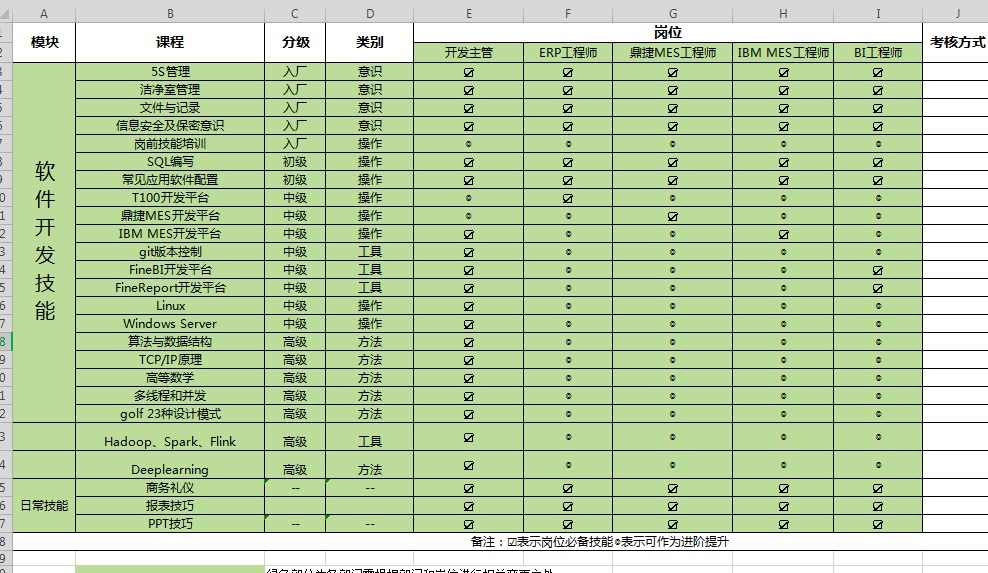 A B C D E F G H I J
模块 课程 分级 类别 岗位 考核方式
开发主管 ERP工程师 鼎捷MES工程师 IBM MES工程师 BI工程师
软件开发技能
5S管理 入厂 意识 ☑ ☑ ☑ ☑ ☑
洁净室管理 入厂 意识 ☑ ☑ ☑ ☑ ☑
文件与记录 入厂 意识 ☑ ☑ ☑ ☑ ☑
信息安全及保密意识 入厂 意识 ☑ ☑ ☑ ☑ ☑
岗前技能培训 入厂 操作 ⊙ ⊙ ⊙ ⊙ ⊙
SQL编写 初级 操作 ☑ ☑ ☑ ☑ ☑
常见应用软件配置 初级 操作 ☑ ☑ ☑ ☑ ☑
T100开发平台 中级 操作 ⊙ ☑ ⊙ ⊙ ⊙
鼎捷MES开发平台 中级 操作 ⊙ ⊙ ☑ ⊙ ⊙
IBM MES开发平台 中级 操作 ☑ ⊙ ⊙ ☑ ⊙
git版本控制 中级 工具 ☑ ⊙ ⊙ ⊙ ⊙
FineBI开发平台 中级 工具 ☑ ⊙ ⊙ ⊙ ☑
FineReport开发平台 中级 工具 ☑ ⊙ ⊙ ⊙ ☑
Linux 中级 操作 ☑ ⊙ ⊙ ⊙ ⊙
Windows Server 中级 操作 ☑ ⊙ ⊙ ⊙ ⊙
算法与数据结构 高级 方法 ☑ ⊙ ⊙ ⊙ ⊙
TCP/IP原理 高级 方法 ☑ ⊙ ⊙ ⊙ ⊙
高等数学 高级 方法 ☑ ⊙ ⊙ ⊙ ⊙
多线程和并发 高级 方法 ☑ ⊙ ⊙ ⊙ ⊙
golf 23种设计模式 高级 方法 ☑ ⊙ ⊙ ⊙ ⊙
Hadoop、Spark、Flink 高级 工具 ☑ ⊙ ⊙ ⊙ ⊙
Deeplearning 高级 方法 ☑ ⊙ ⊙ ⊙ ⊙
日常技能
商务礼仪 -- -- ☑ ☑ ☑ ☑ ☑
报表技巧 ☑ ☑ ☑ ☑ ☑
PPT技巧 -- -- ☑ ☑ ☑ ☑ ☑
备注：☑表示岗位必备技能⊙表示可作为进阶提升